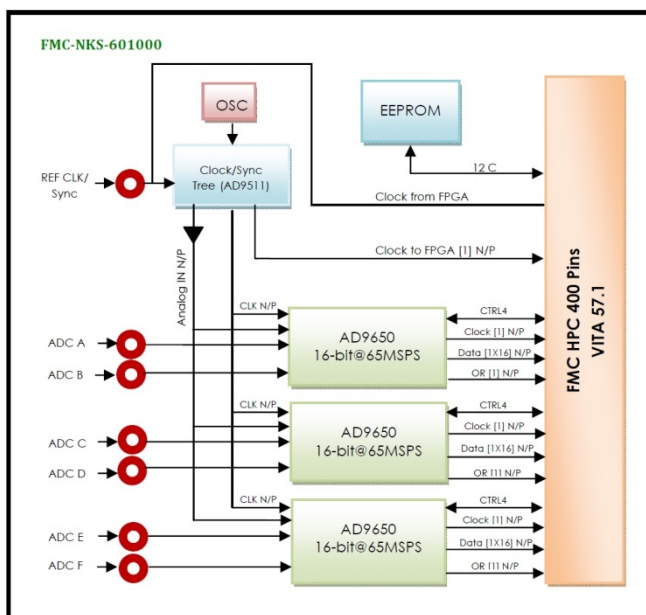 FMC-NKS-601000
OSC
EEPROM
REF CLK/
Sync
Clock/Sync
Tree (AD9511)
12 C
Clock from FPGA
Clock to FPGA [1] N/P
Analog IN N/P
FMC HPC 400 Pins
VITA 57.1
CLK N/P
ADC A
ADC B
AD9650
16-bit@65MSPS
CTRL4
Clock [1] N/P
Data [1X16] N/P
OR [1] N/P
CLK N/P
ADC C
ADC D
AD9650
16-bit@65MSPS
CTRL4
Clock [1] N/P
Data [1X16] N/P
OR [1] N/P
CLK N/P
ADC E
ADC F
AD9650
16-bit@65MSPS
CTRL4
Clock [1] N/P
Data [1X16] N/P
OR [1] N/P